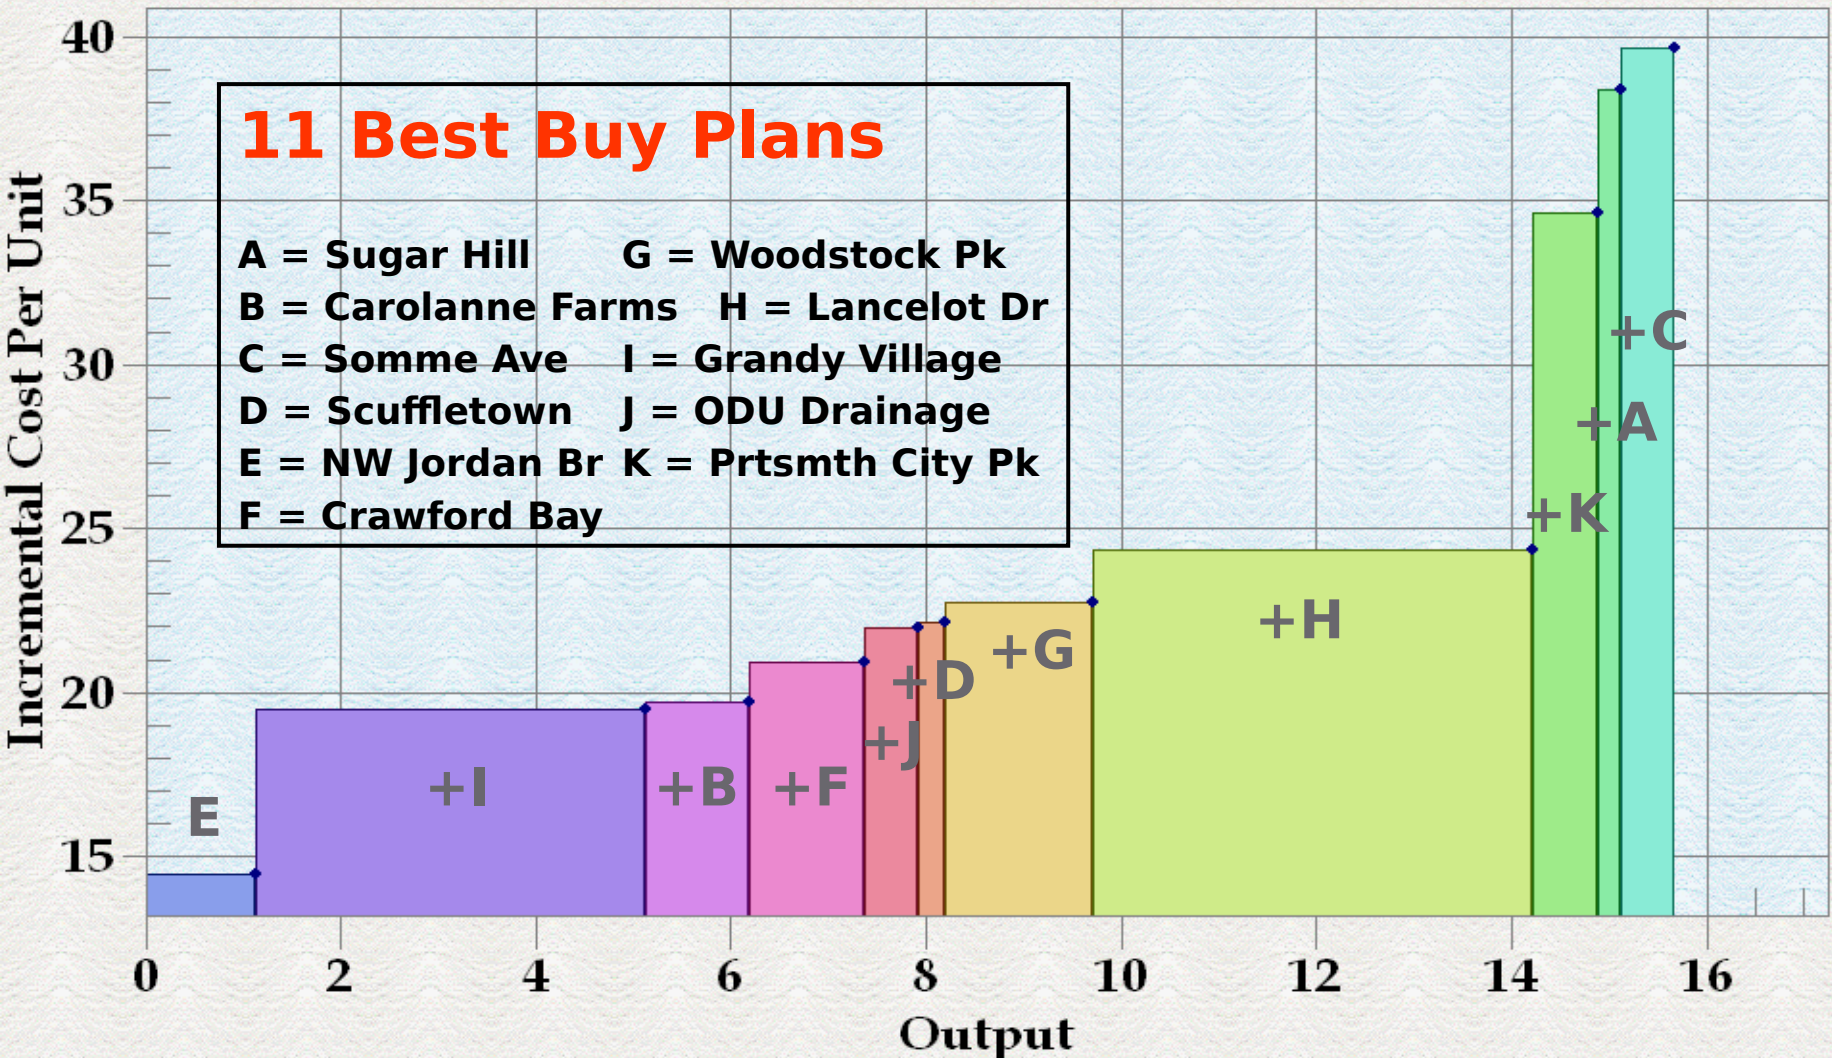 11 Best Buy Plans
A = Sugar Hill G = Woodstock Pk
B = Carolanne Farms H = Lancelot Dr
C = Somme Ave I = Grandy Village
D = Scuffletown J = ODU Drainage
E = NW Jordan Br K = Prtsmth City Pk
F = Crawford Bay
Incremental Cost Per Unit
40
35
30
25
20
15
E
+I
+B
+F
+J
+D
+G
+H
+K
+A
+C
0 2 4 6 8 10 12 14 16
Output